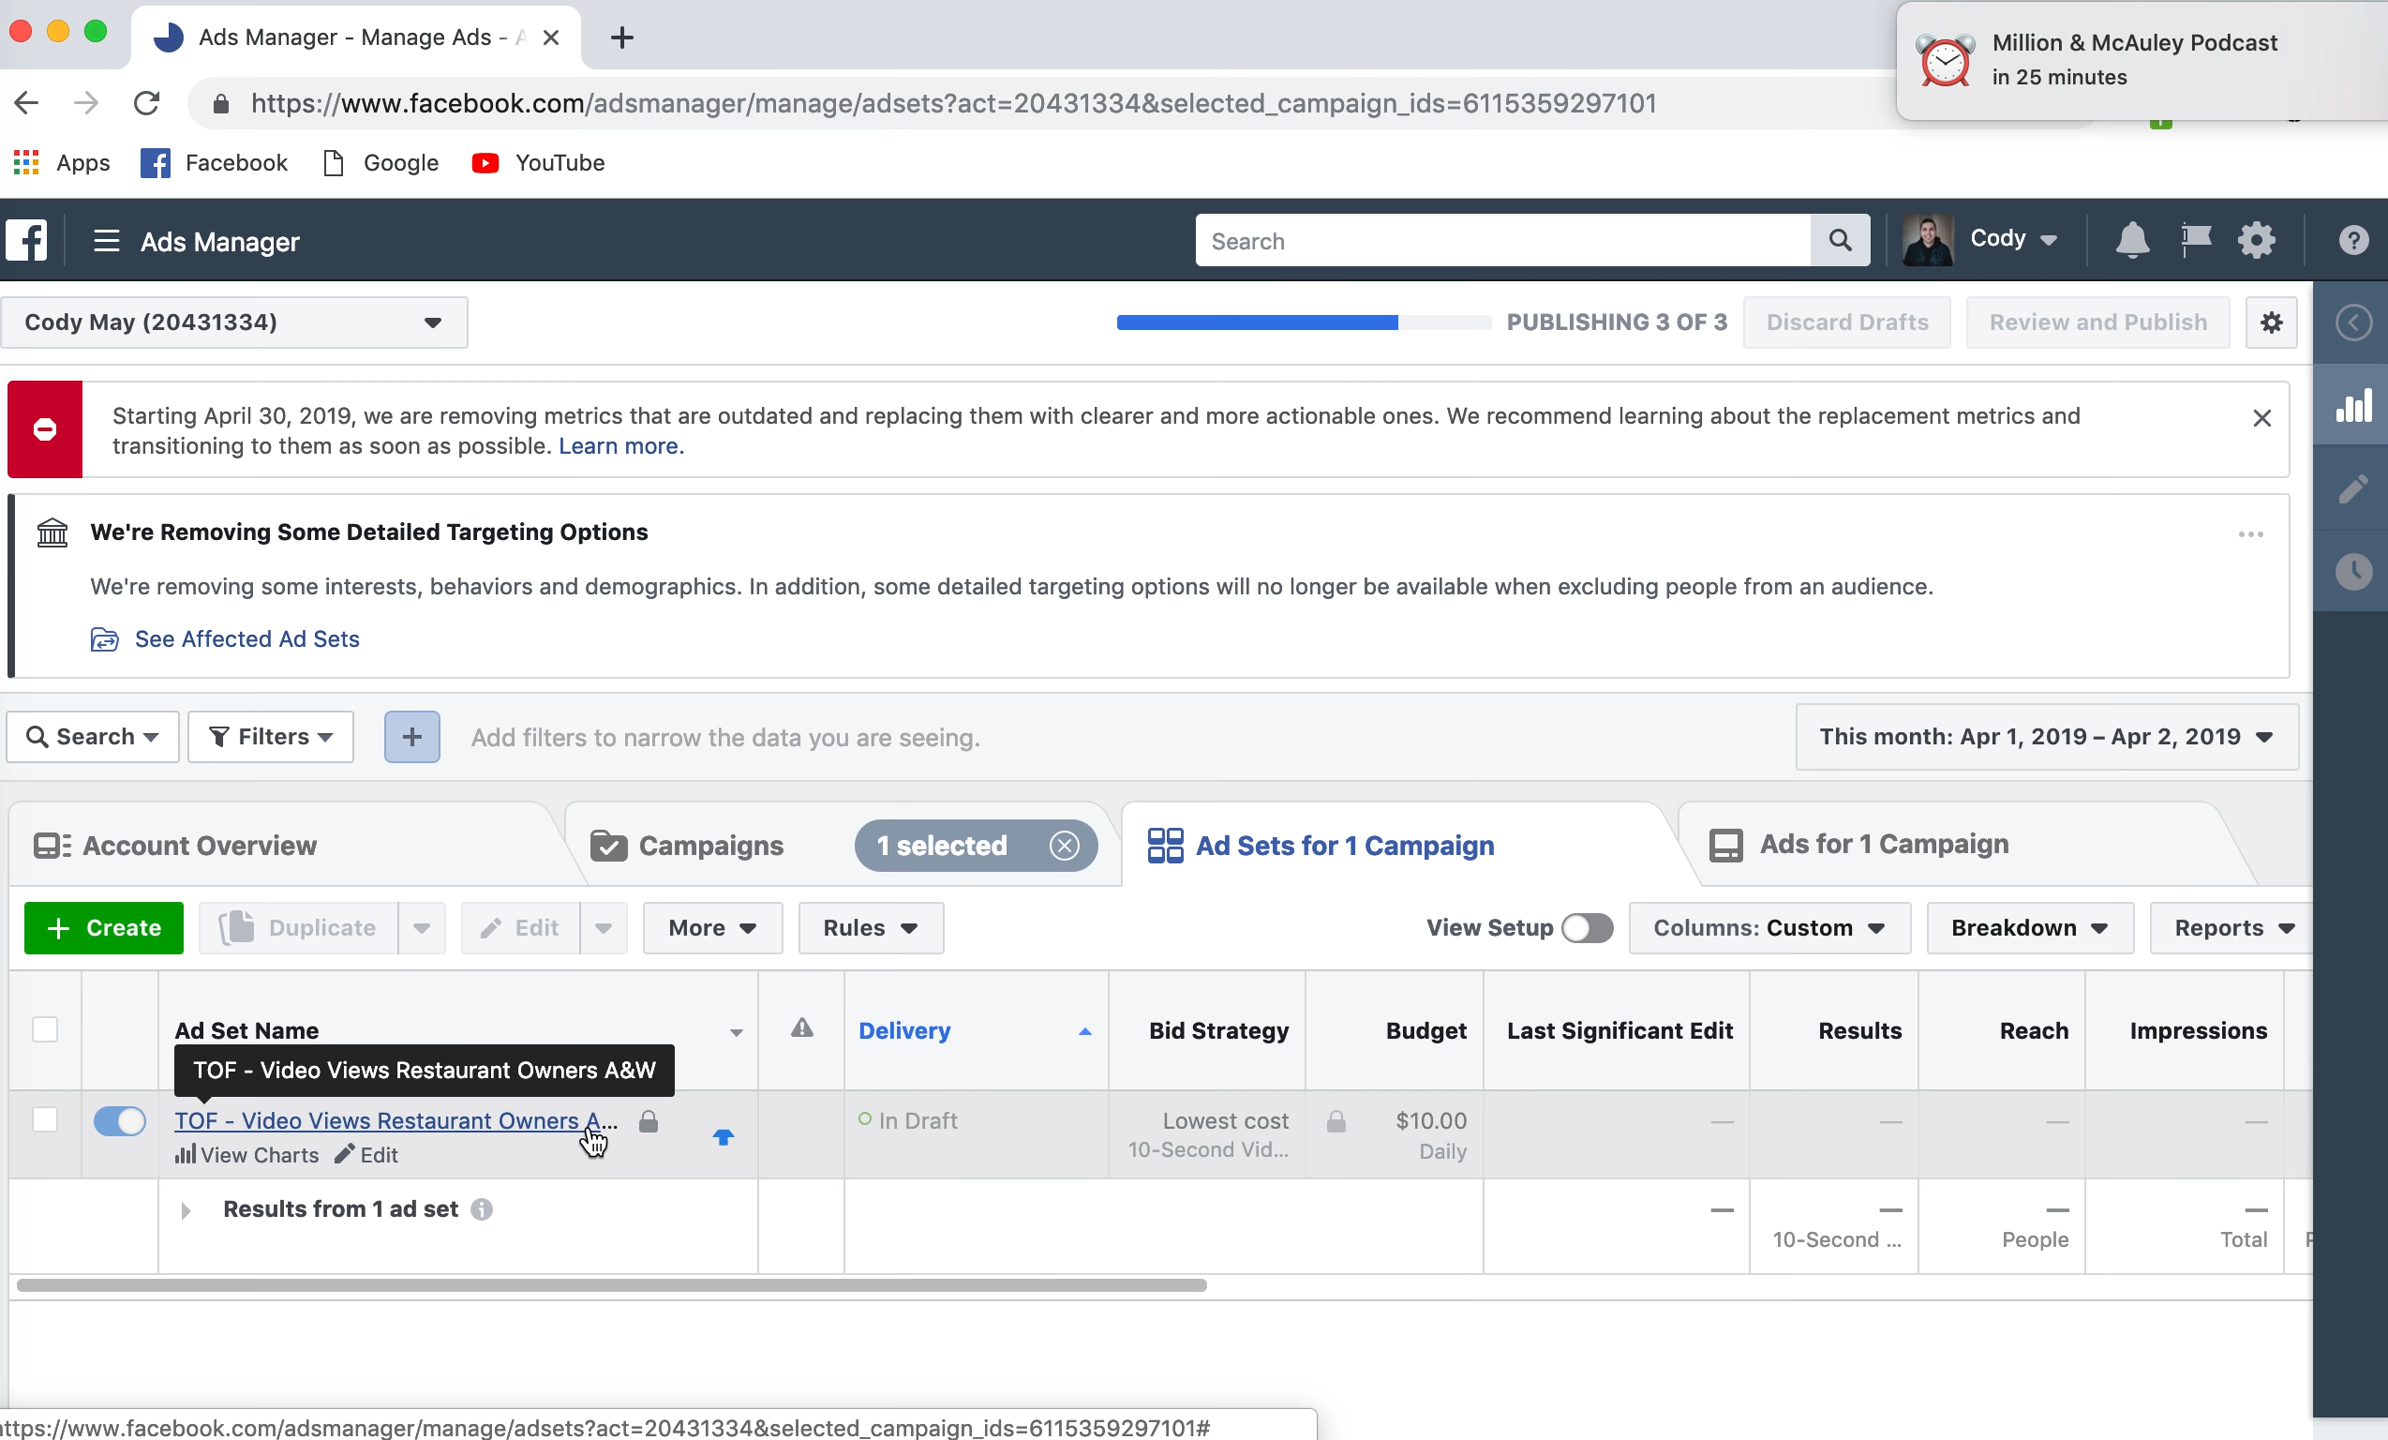 Ads Manager - Manage Ads - A
Million & McAuley Podcast
in 25 minutes
https://www.facebook.com/adsmanager/manage/adsets?act=20431334&selected_campaign_ids=6115359297101
Apps Facebook Google YouTube
Ads Manager Search Cody
Cody May (20431334) PUBLISHING 3 OF 3 Discard Drafts Review and Publish
Starting April 30, 2019, we are removing metrics that are outdated and replacing them with clearer and more actionable ones. We recommend learning about the replacement metrics and
transitioning to them as soon as possible. Learn more.
We're Removing Some Detailed Targeting Options
We're removing some interests, behaviors and demographics. In addition, some detailed targeting options will no longer be available when excluding people from an audience.
See Affected Ad Sets
Search Filters + Add filters to narrow the data you are seeing. This month: Apr 1, 2019 – Apr 2, 2019
Account Overview Campaigns 1 selected Ad Sets for 1 Campaign Ads for 1 Campaign
+ Create Duplicate Edit More Rules View Setup Columns: Custom Breakdown Reports
Ad Set Name Delivery Bid Strategy Budget Last Significant Edit Results Reach Impressions
TOF - Video Views Restaurant Owners A&W
TOF - Video Views Restaurant Owners A... In Draft Lowest cost $10.00 — — — —
View Charts Edit 10-Second Vid... Daily
Results from 1 ad set — — — —
10-Second ... People Total
ttps://www.facebook.com/adsmanager/manage/adsets?act=20431334&selected_campaign_ids=6115359297101#